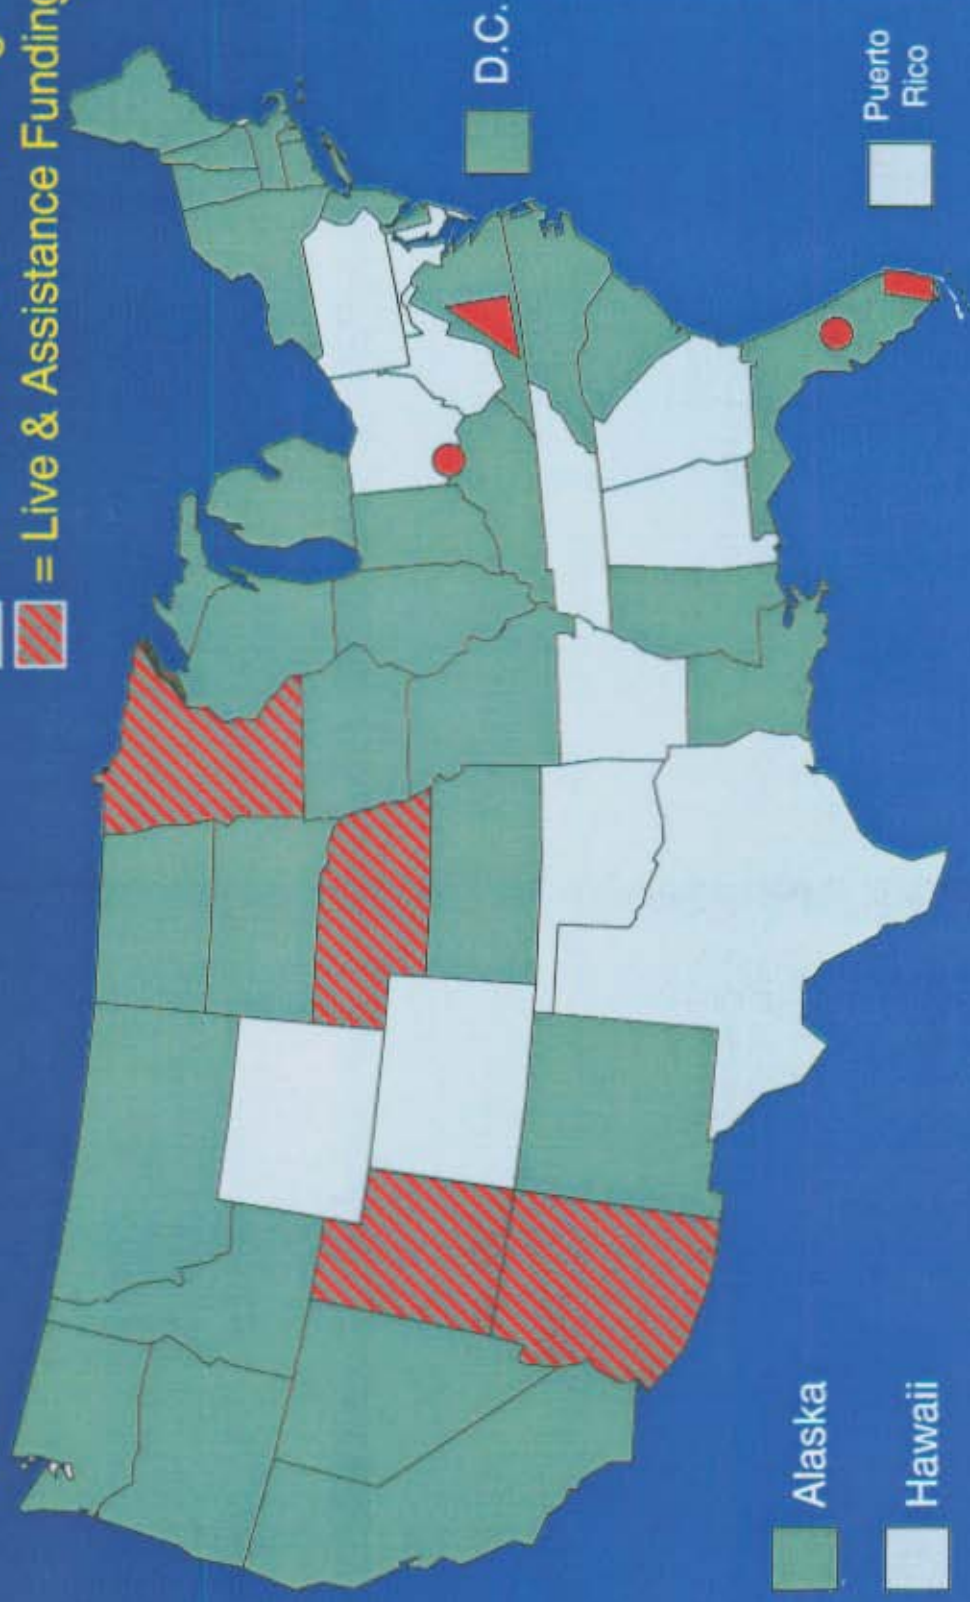 = Live & Assistance Funding
D.C.
Puerto
Rico
Alaska
Hawaii